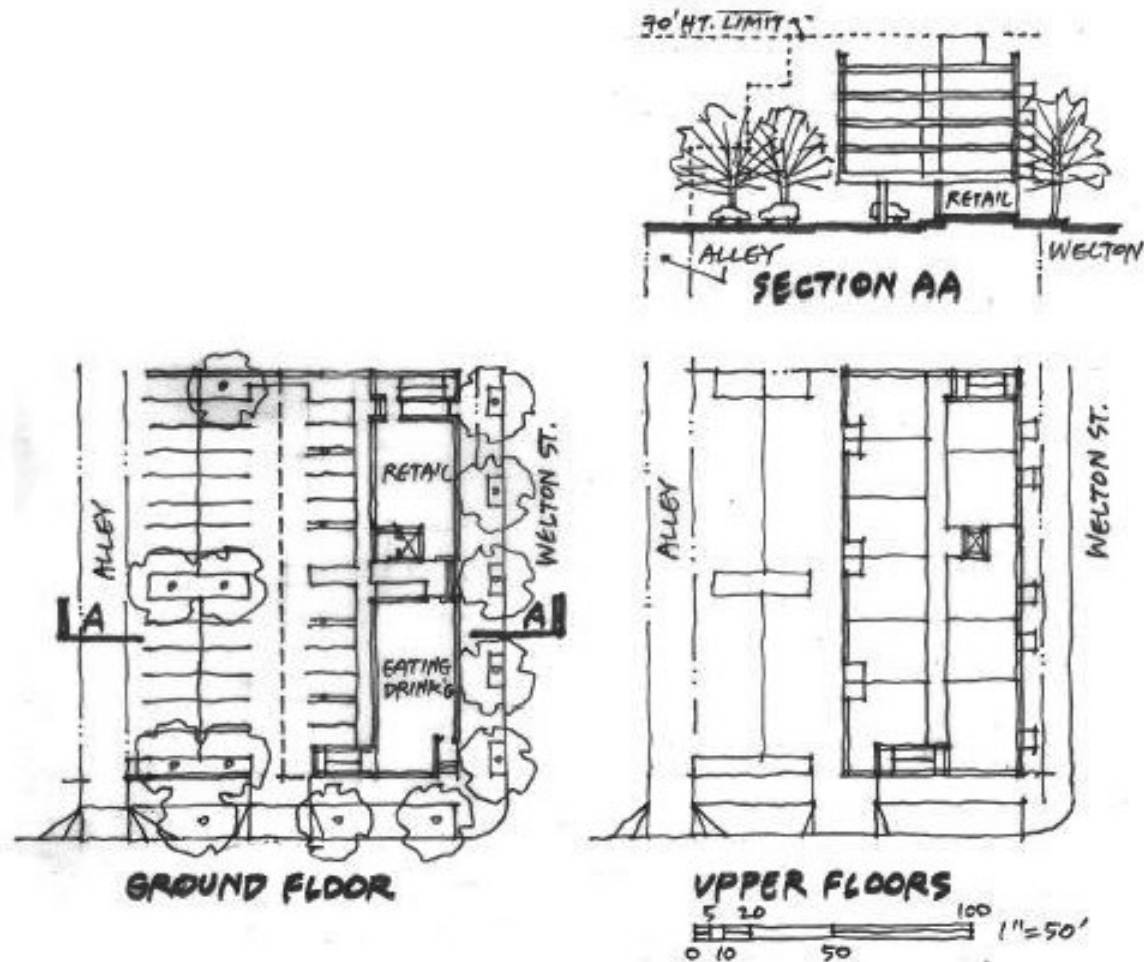 70' HT. LIMIT
RETAIL
ALLEY
WELTON
SECTION AA
ALLEY
RETAIL
WELTON ST.
A
A
EATING
DRINK'G
GROUND FLOOR
ALLEY
WELTON ST.
UPPER FLOORS
5 20 100
0 10 50
1"=50'